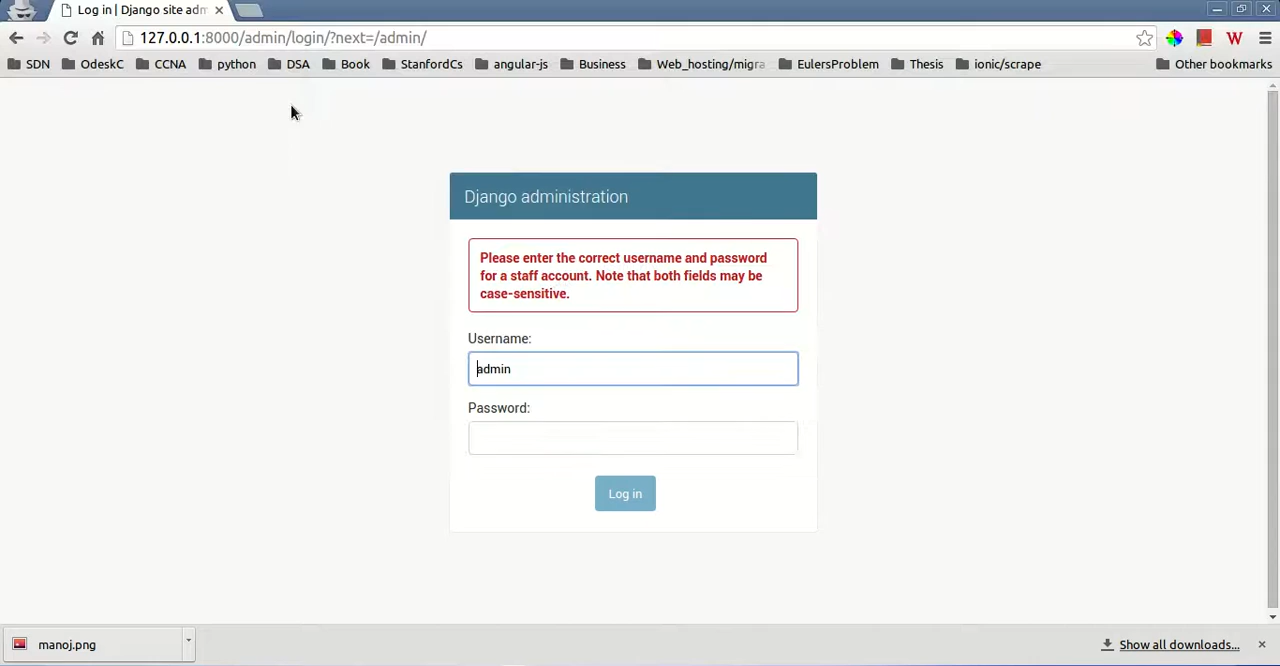 Log in | Django site adm
127.0.0.1:8000/admin/login/?next=/admin/
SDN OdeskC CCNA python DSA Book StanfordCs angular-js Business Web_hosting/migra EulersProblem Thesis ionic/scrape Other bookmarks
Django administration
Please enter the correct username and password
for a staff account. Note that both fields may be
case-sensitive.
Username:
admin
Password:
Log in
manoj.png
Show all downloads...